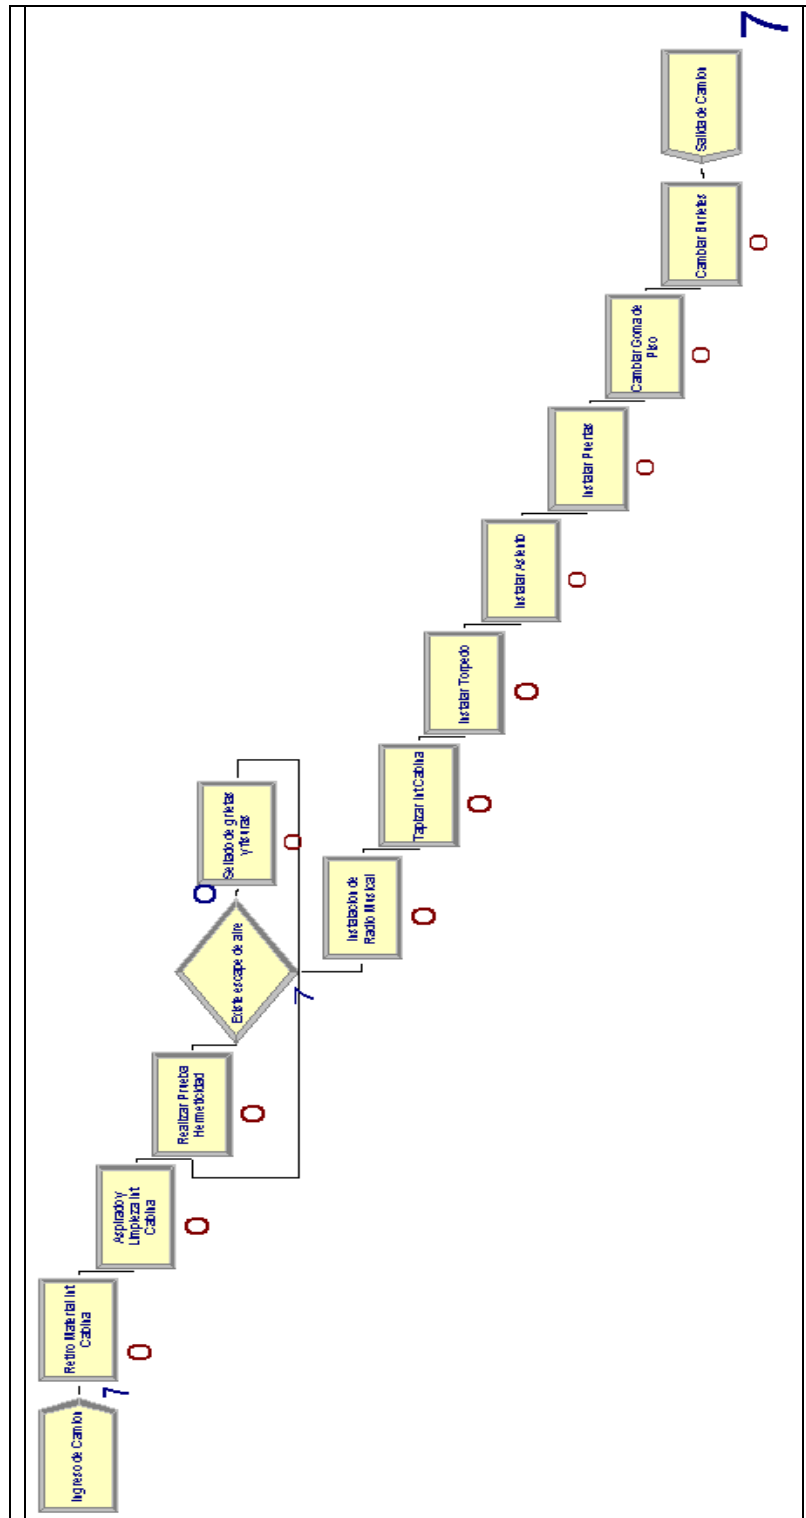 Ingreso de Camion
7
Retiro Material Int
Cabina
0
Aspirado y
Limpieza Int
Cabina
0
Realizar Prueba
Hermeticidad
0
Existe escape de aire
0
7
Sellado de grietas
y fisuras
0
Instalacion de
Radio Musical
0
Tapizar Int Cabina
0
Instalar Torpedo
0
Instalar Asiento
0
Instalar Puertas
0
Cambiar Goma de
Piso
0
Cambiar Burletes
0
Salida de Camion
7